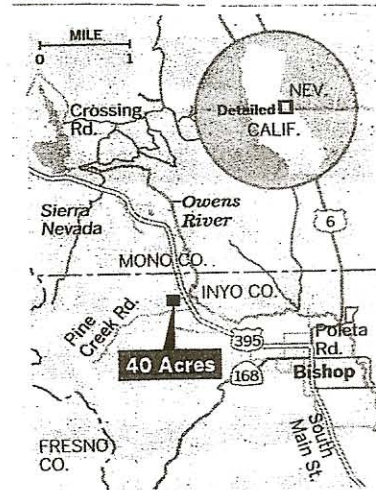 MILE
0 1
NEV.
Detailed
CALIF.
Crossing
Rd.
6
Sierra
Nevada
Owens
River
MONO CO.
INYO CO.
Pine
Creek Rd.
395
Poleta
Rd.
40 Acres
168
Bishop
South
Main St.
FRESNO
CO.